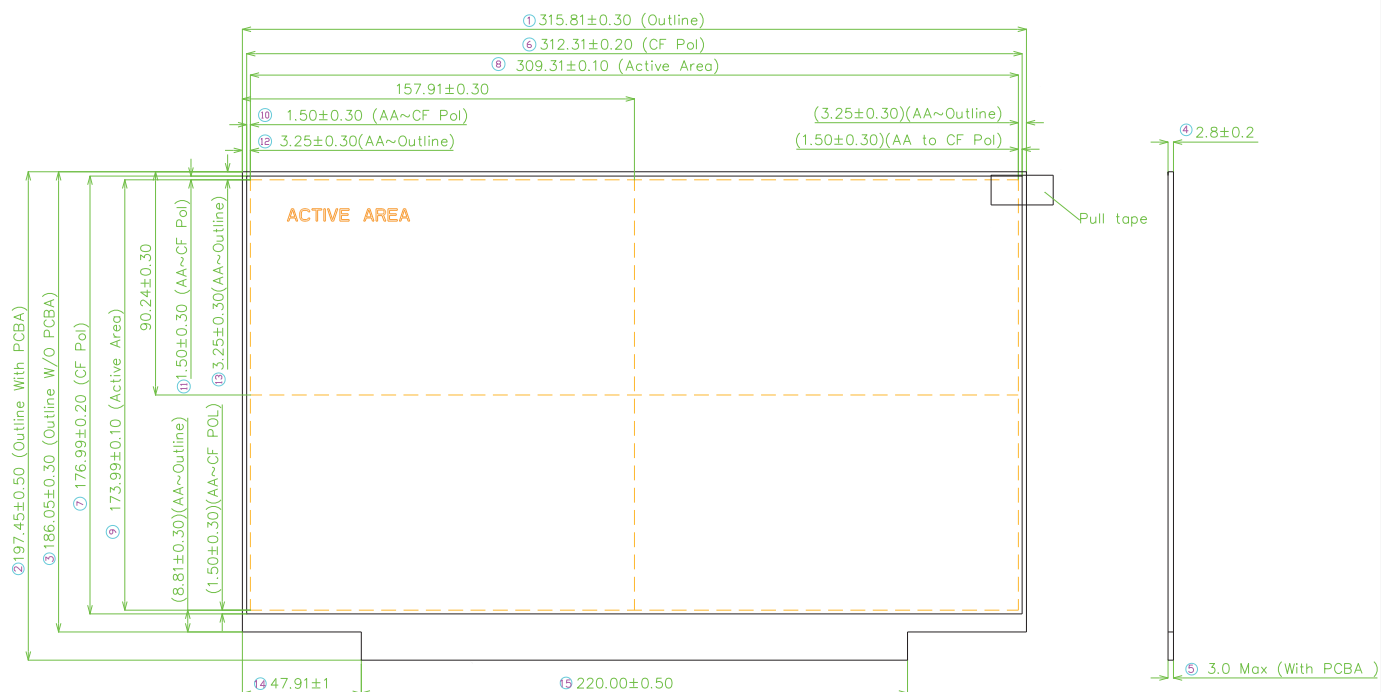 ① 315.81±0.30 (Outline)
⑥ 312.31±0.20 (CF Pol)
⑧ 309.31±0.10 (Active Area)
157.91±0.30
⑩ 1.50±0.30 (AA~CF Pol)
(3.25±0.30)(AA~Outline)
⑫ 3.25±0.30(AA~Outline)
(1.50±0.30)(AA to CF Pol)
④ 2.8±0.2
ACTIVE AREA
Pull tape
②197.45±0.50 (Outline With PCBA)
③186.05±0.30 (Outline W/O PCBA)
⑦ 176.99±0.20 (CF Pol)
⑨ 173.99±0.10 (Active Area)
90.24±0.30
⑪1.50±0.30 (AA~CF Pol)
⑬3.25±0.30(AA~Outline)
(8.81±0.30)(AA~Outline)
(1.50±0.30)(AA~CF POL)
⑭47.91±1
⑮220.00±0.50
⑤ 3.0 Max (With PCBA )